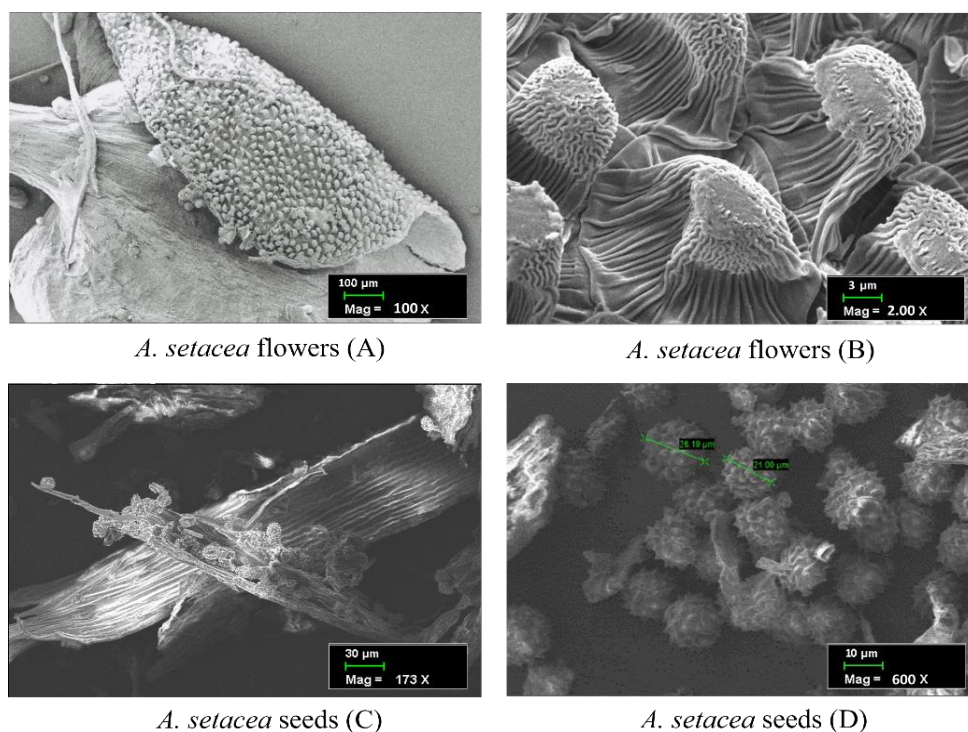 100 µm
Mag = 100 X
3 µm
Mag = 2.00 X
A. setacea flowers (A)
A. setacea flowers (B)
30 µm
Mag = 173 X
26.19 µm
21.00 µm
10 µm
Mag = 600 X
A. setacea seeds (C)
A. setacea seeds (D)